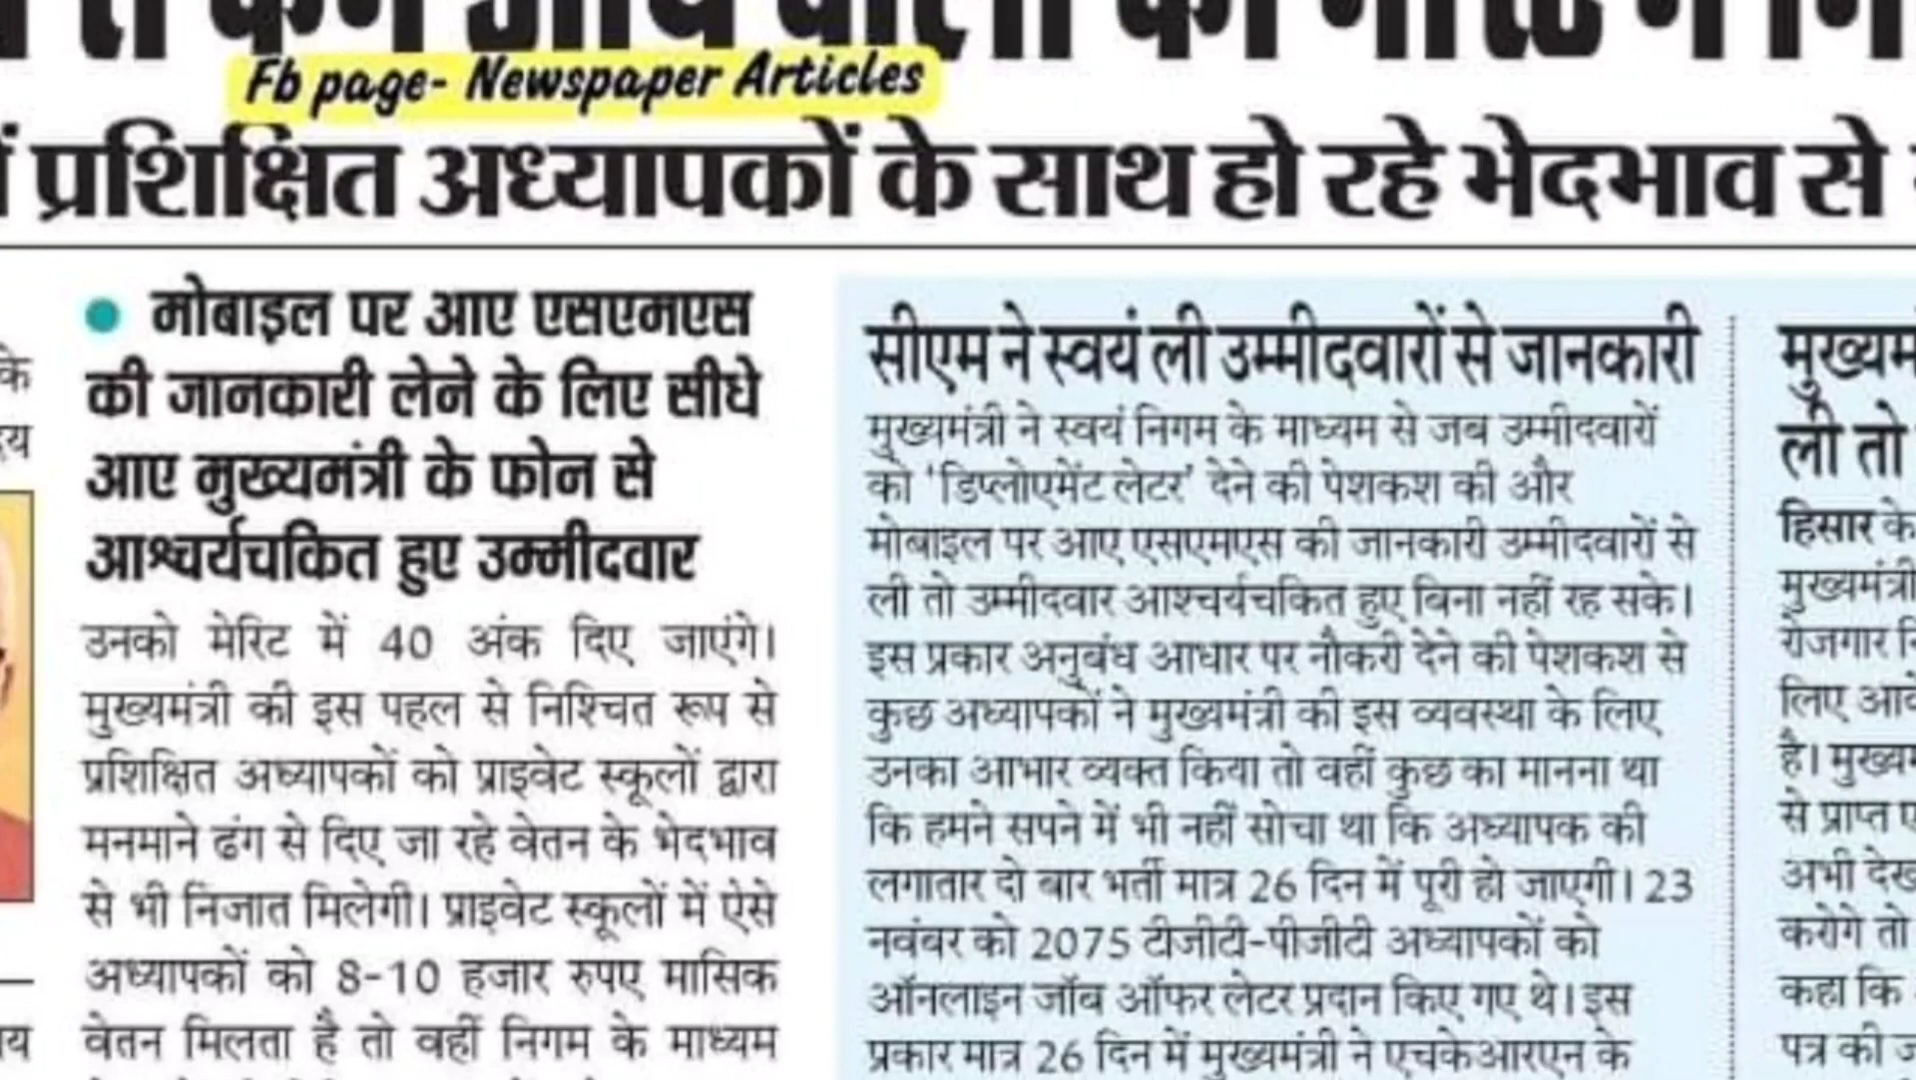 Fb page- Newspaper Articles
प्रशिक्षित अध्यापकों के साथ हो रहे भेदभाव से
के
• मोबाइल पर आए एसएमएस
की जानकारी लेने के लिए सीधे
आए मुख्यमंत्री के फोन से
आश्चर्यचकित हुए उम्मीदवार
उनको मेरिट में 40 अंक दिए जाएंगे।
मुख्यमंत्री की इस पहल से निश्चित रूप से
प्रशिक्षित अध्यापकों को प्राइवेट स्कूलों द्वारा
मनमाने ढंग से दिए जा रहे वेतन के भेदभाव
से भी निजात मिलेगी। प्राइवेट स्कूलों में ऐसे
अध्यापकों को 8-10 हजार रुपए मासिक
वेतन मिलता है तो वहीं निगम के माध्यम
सीएम ने स्वयं ली उम्मीदवारों से जानकारी
मुख्यमंत्री ने स्वयं निगम के माध्यम से जब उम्मीदवारों
को 'डिप्लोएमेंट लेटर' देने की पेशकश की और
मोबाइल पर आए एसएमएस की जानकारी उम्मीदवारों से
ली तो उम्मीदवार आश्चर्यचकित हुए बिना नहीं रह सके।
इस प्रकार अनुबंध आधार पर नौकरी देने की पेशकश से
कुछ अध्यापकों ने मुख्यमंत्री की इस व्यवस्था के लिए
उनका आभार व्यक्त किया तो वहीं कुछ का मानना था
कि हमने सपने में भी नहीं सोचा था कि अध्यापक की
लगातार दो बार भर्ती मात्र 26 दिन में पूरी हो जाएगी। 23
नवंबर को 2075 टीजीटी-पीजीटी अध्यापकों को
ऑनलाइन जॉब ऑफर लेटर प्रदान किए गए थे। इस
प्रकार मात्र 26 दिन में मुख्यमंत्री ने एचकेआरएन के
ली तो
हिसार के
मुख्यमंत्री
रोजगार
लिए
है।
से प्राप्त
अभी
करोगे तो
कहा कि
पत्र की